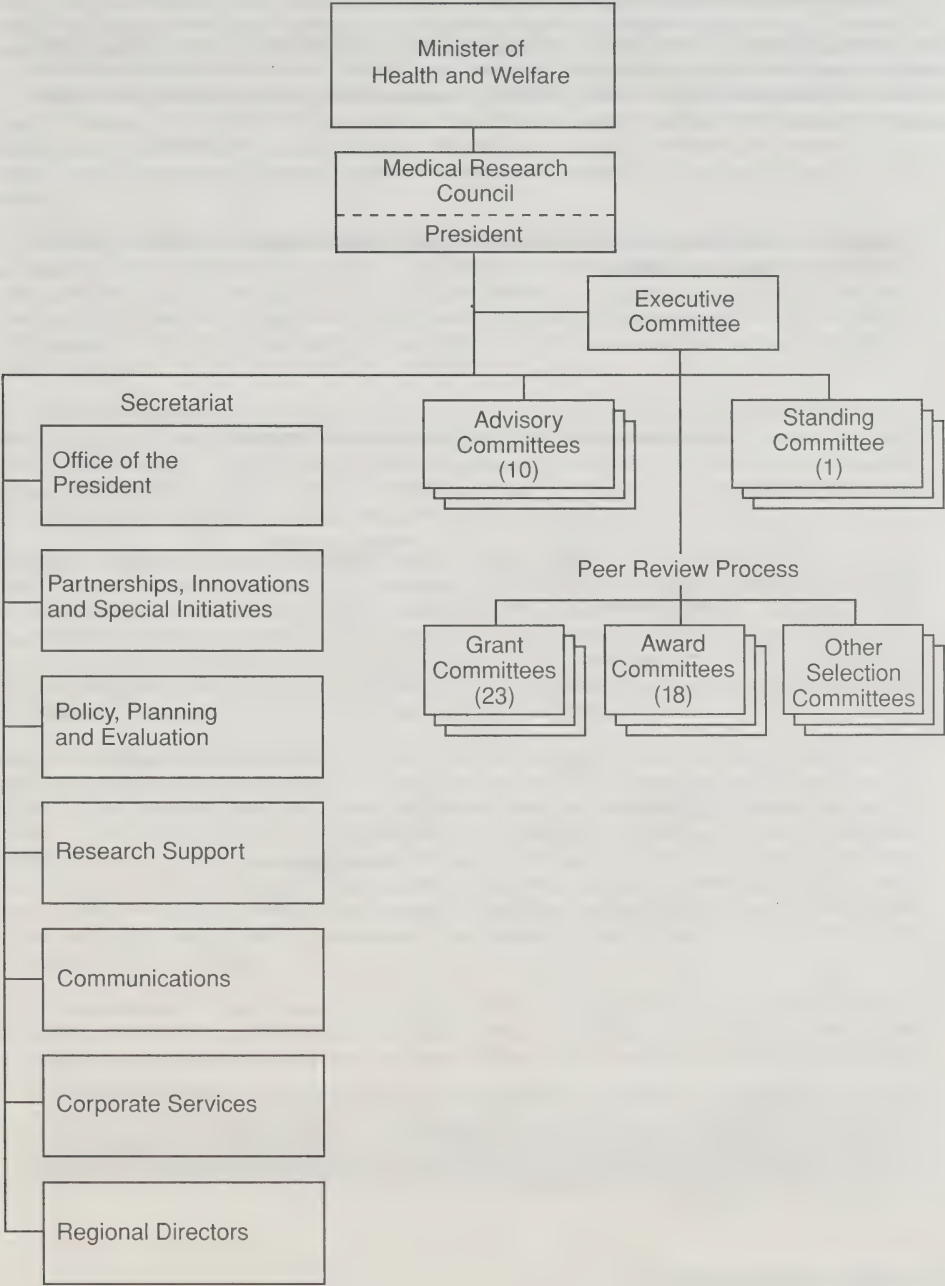 Minister of
Health and Welfare
Medical Research
Council
President
Executive
Committee
Secretariat
Office of the
President
Partnerships, Innovations
and Special Initiatives
Policy, Planning
and Evaluation
Research Support
Communications
Corporate Services
Regional Directors
Advisory
Committees
(10)
Standing
Committee
(1)
Peer Review Process
Grant
Committees
(23)
Award
Committees
(18)
Other
Selection
Committees